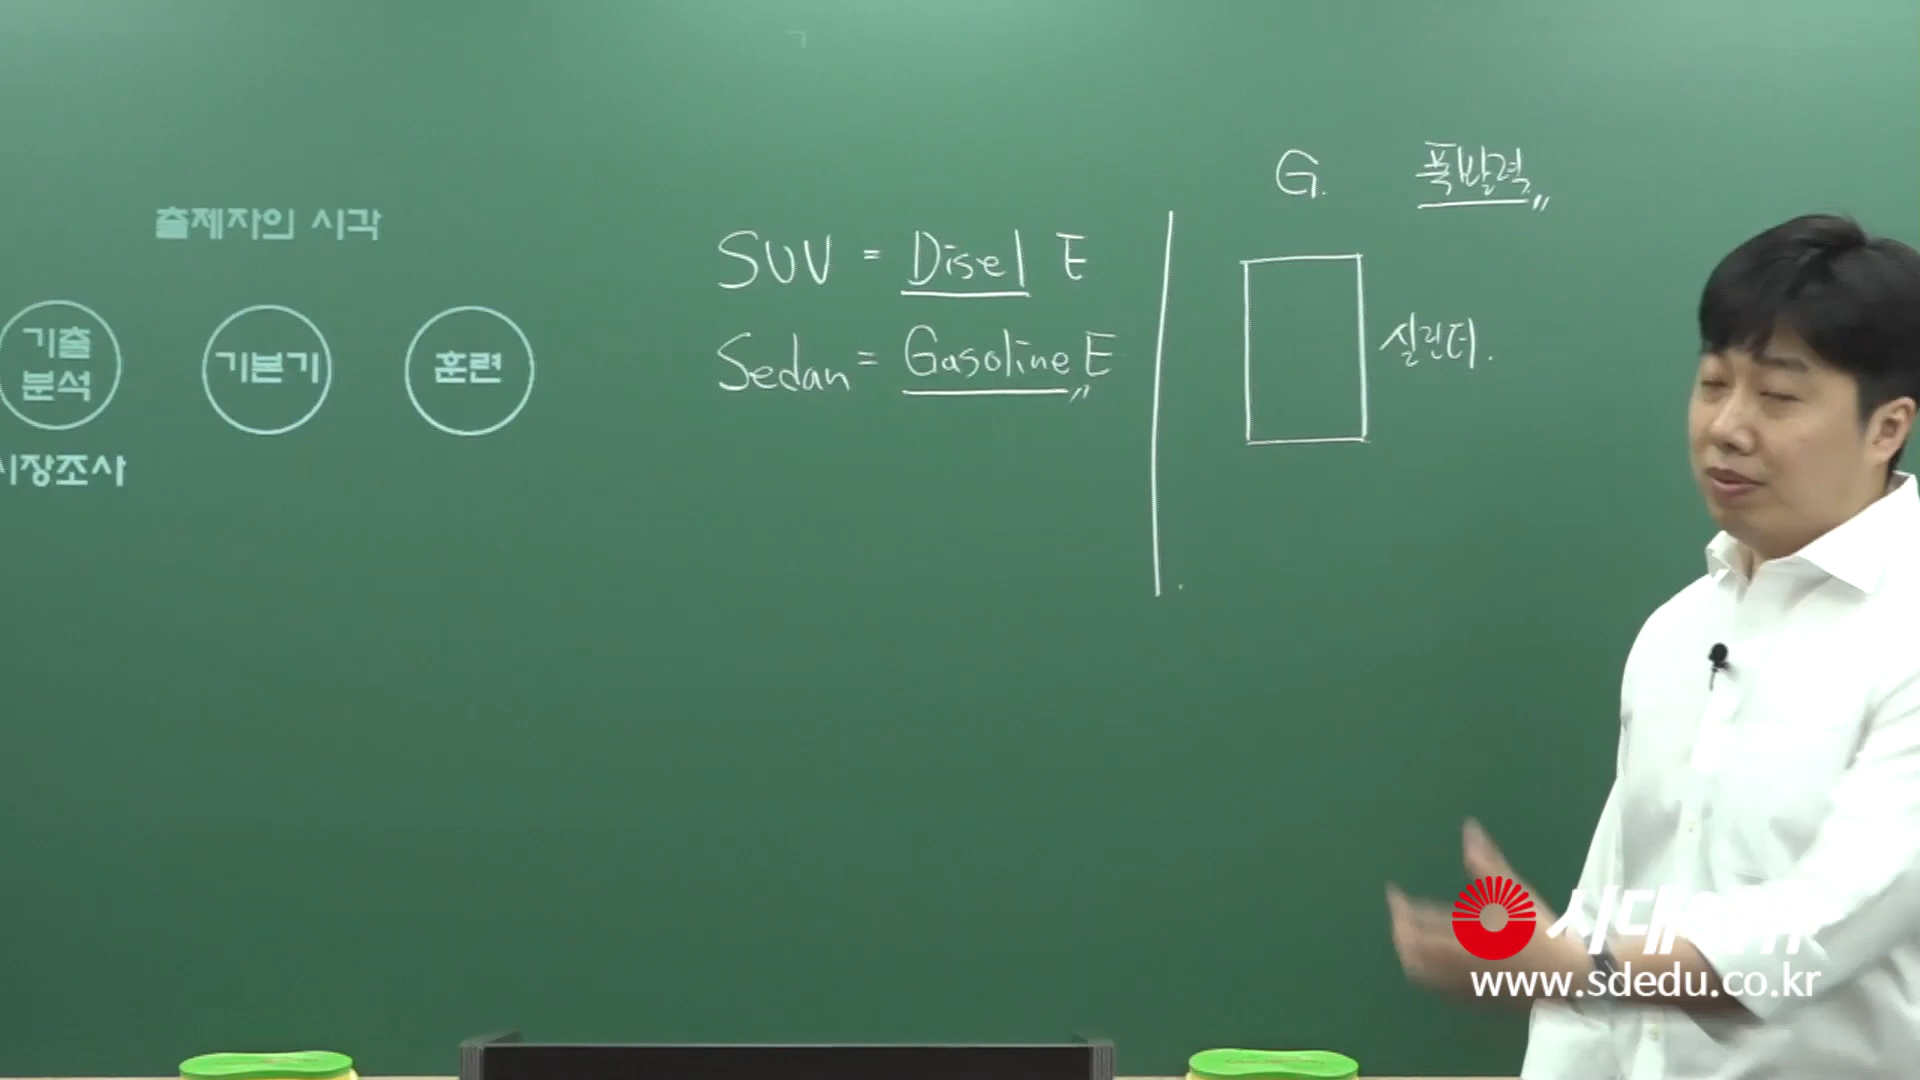 출제자인 시각
기출
분석
기본기
훈련
시장조사
SUV = Disel E
Sedan = Gasoline E
G. 폭발력
실린더.
시대에듀
www.sdedu.co.kr